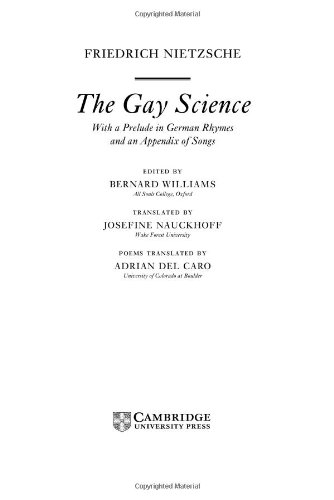 FRIEDRICH NIETZSCHE
The Gay Science
With a Prelude in German Rhymes
and an Appendix of Songs
EDITED BY
BERNARD WILLIAMS
All Souls College, Oxford
TRANSLATED BY
JOSEFINE NAUCKHOFF
Wake Forest University
POEMS TRANSLATED BY
ADRIAN DEL CARO
University of Colorado at Boulder
CAMBRIDGE
UNIVERSITY PRESS
Copyrighted Material